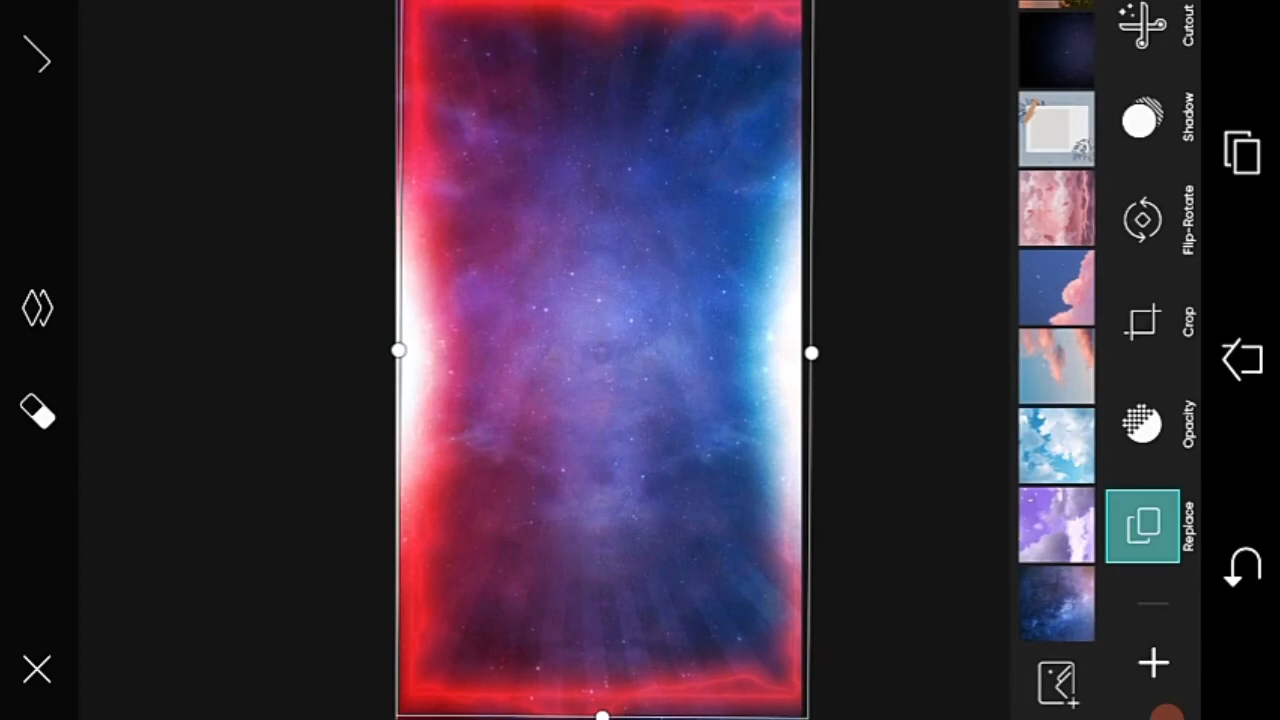 Cutout
Shadow
Flip-Rotate
Crop
Opacity
Replace